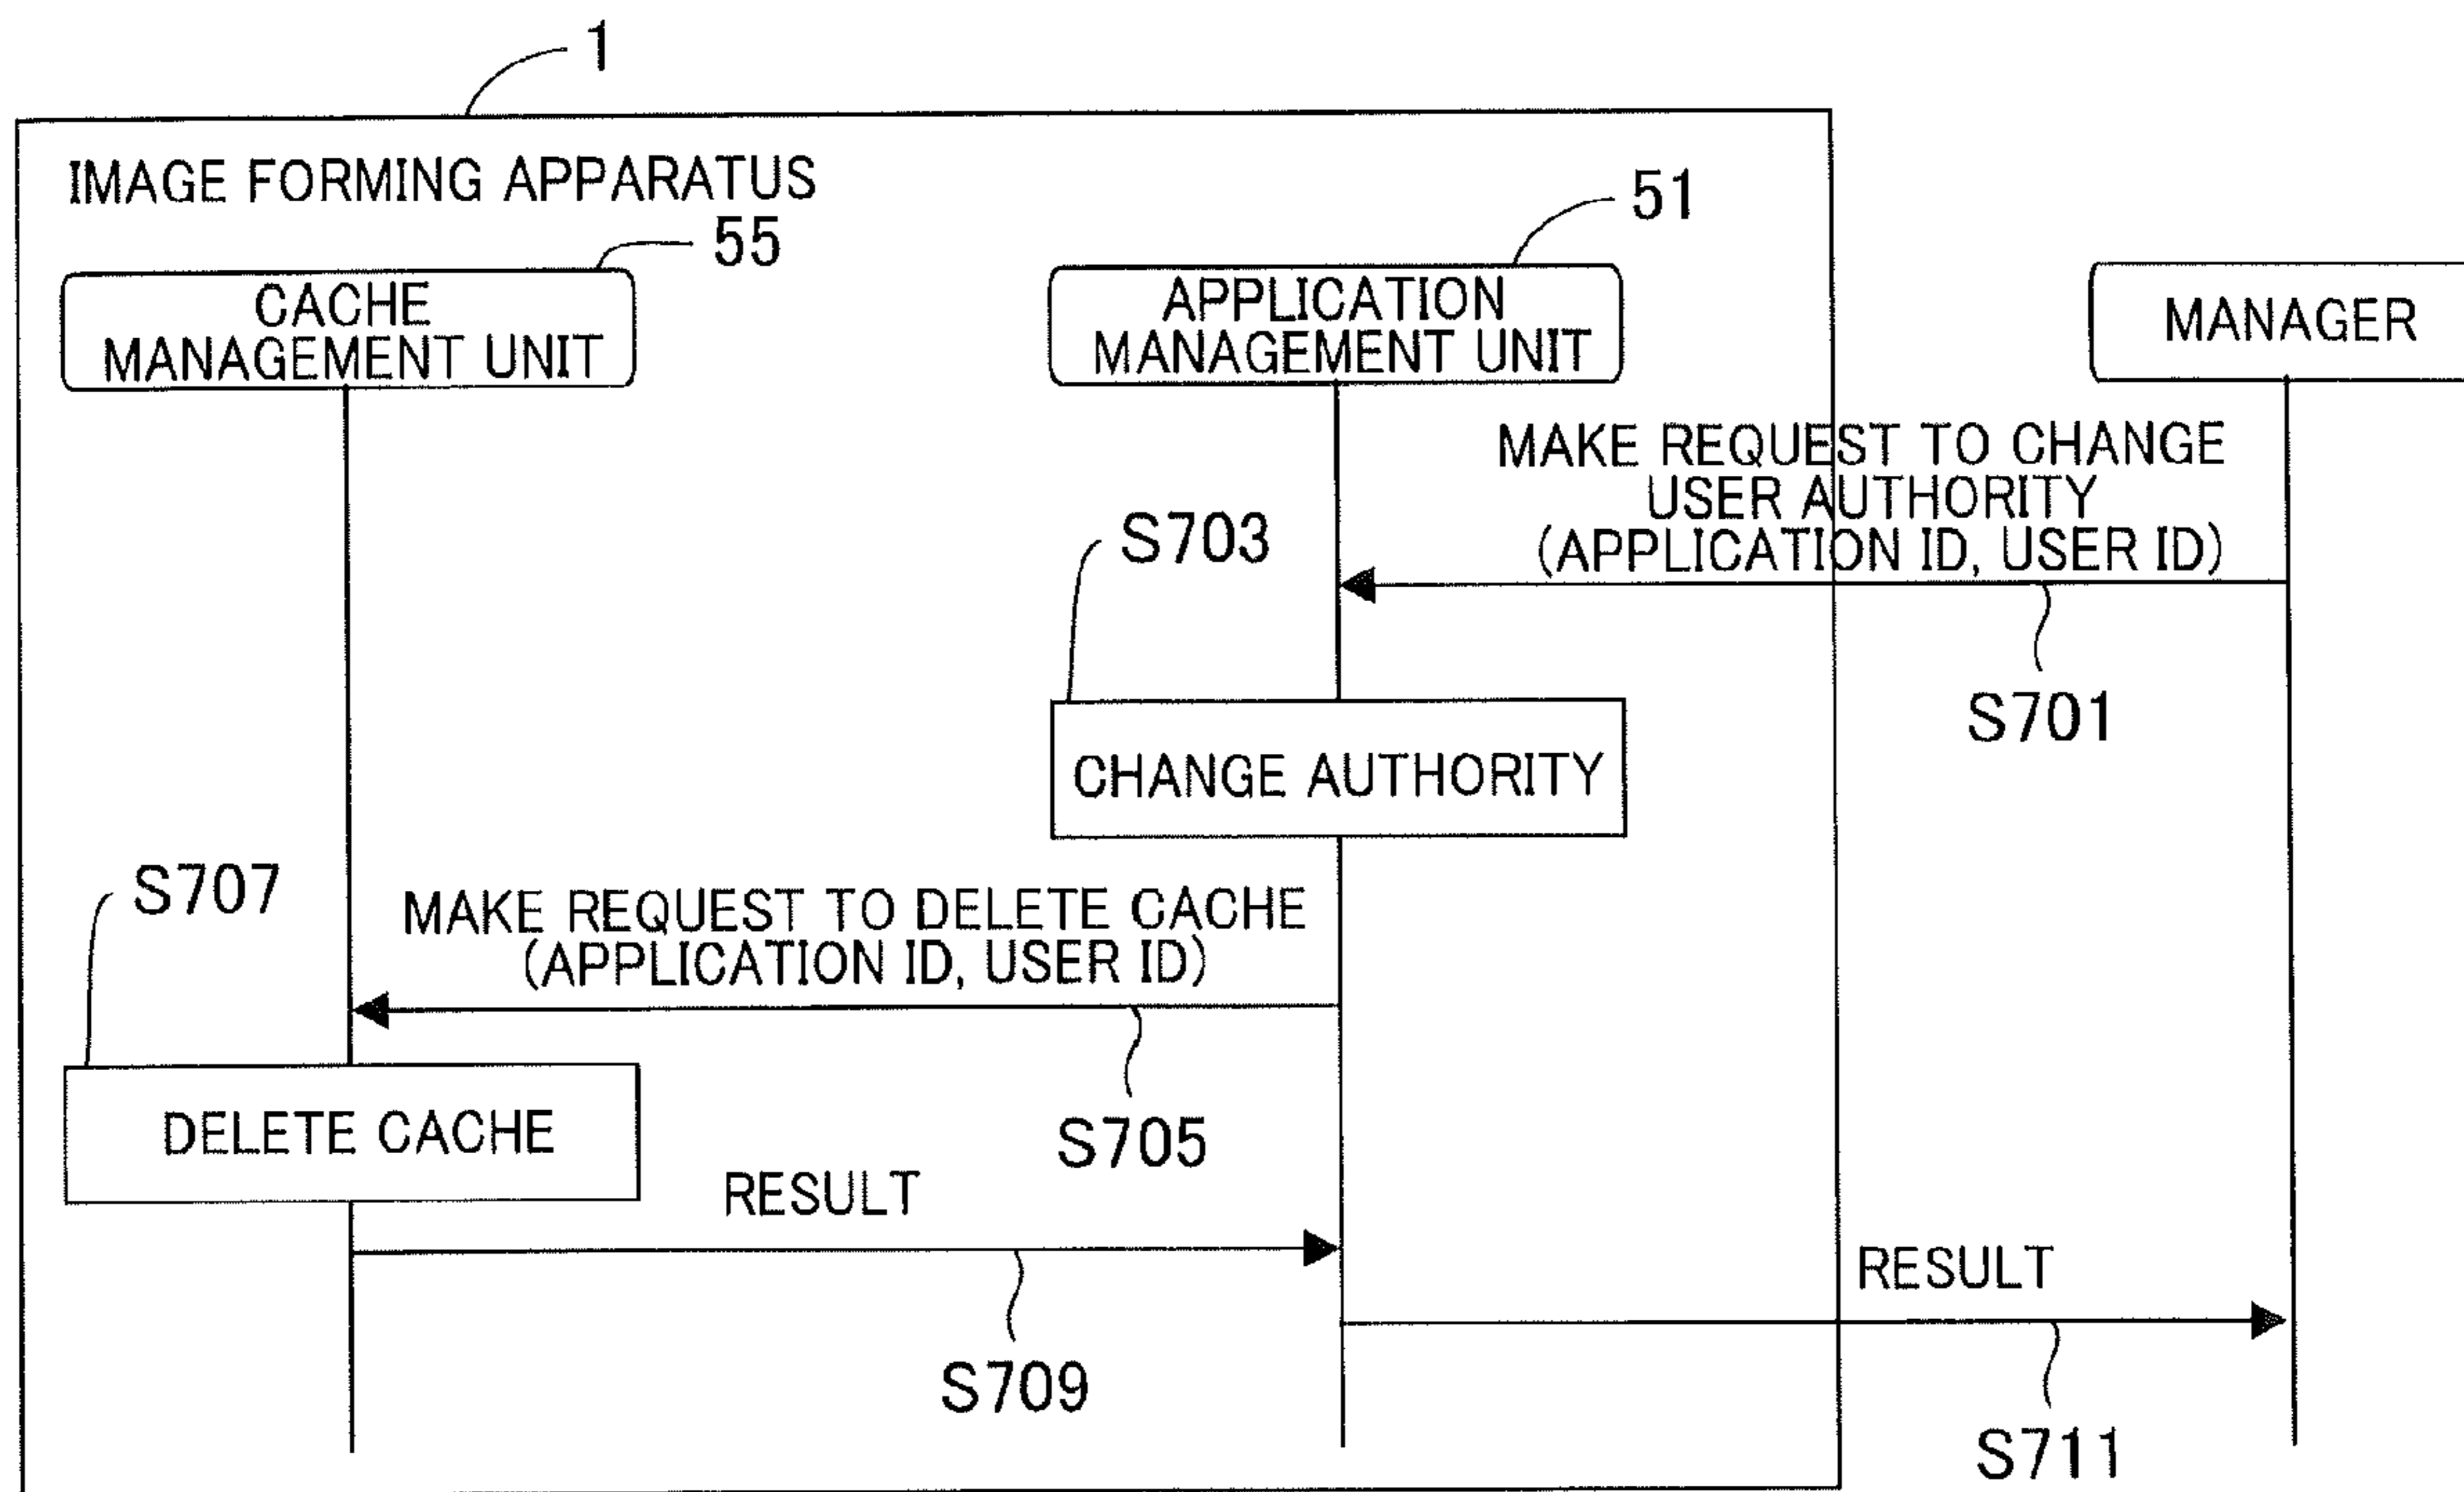 1
IMAGE FORMING APPARATUS
55
51
CACHE
MANAGEMENT UNIT
APPLICATION
MANAGEMENT UNIT
MANAGER
MAKE REQUEST TO CHANGE
USER AUTHORITY
(APPLICATION ID, USER ID)
S703
S701
CHANGE AUTHORITY
S707
MAKE REQUEST TO DELETE CACHE
(APPLICATION ID, USER ID)
DELETE CACHE
S705
RESULT
RESULT
S709
S711